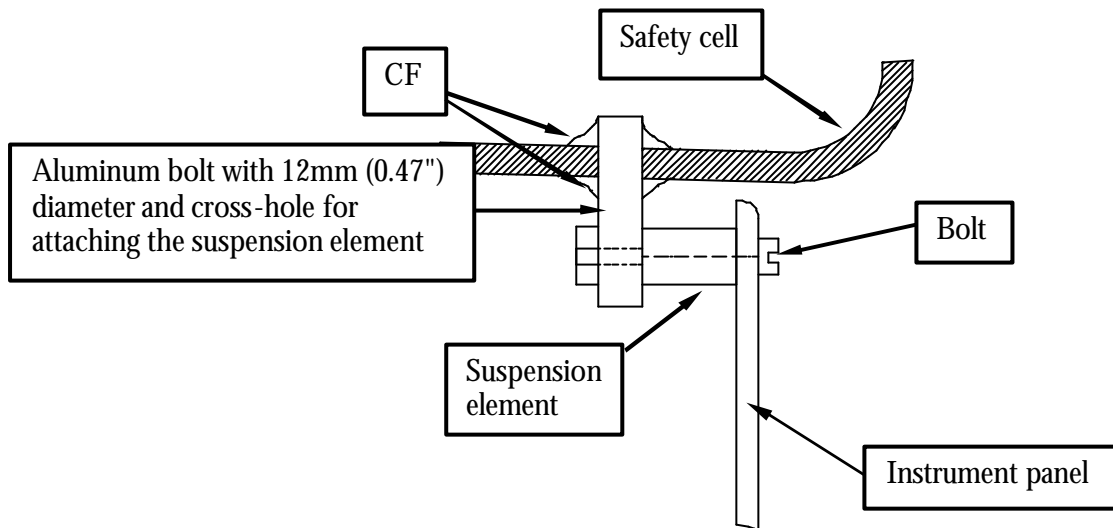 Safety cell
CF
Aluminum bolt with 12mm (0.47")
diameter and cross-hole for
attaching the suspension element
Bolt
Suspension
element
Instrument panel